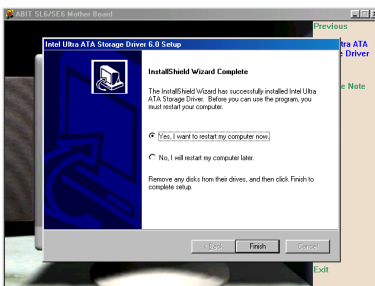 ABIT SL6/SE6 Mother Board
Previous
Intel Ultra ATA Storage Driver 6.0 Setup
tra ATA
Driver
InstallShield Wizard Complete
The InstallShield Wizard has successfully installed Intel Ultra
ATA Storage Driver. Before you can use the program, you
must restart your computer.
e Note
Yes, I want to restart my computer now.
No, I will restart my computer later.
Remove any disks from their drives, and then click Finish to
complete setup.
< Back
Finish
Cancel
Exit